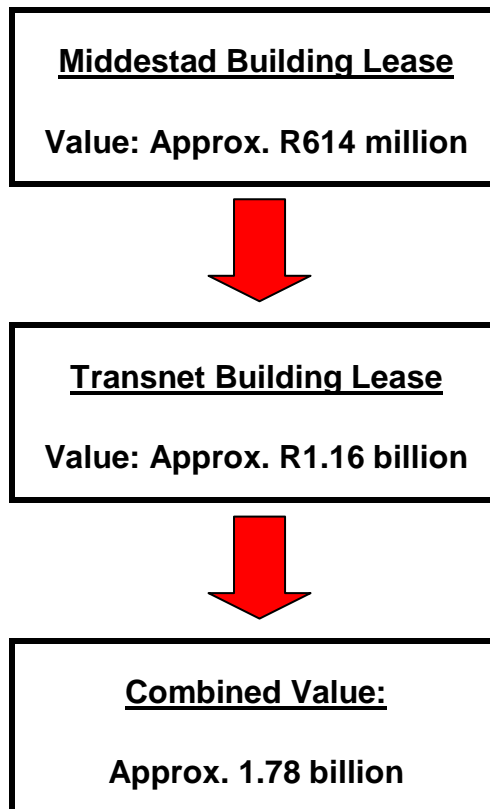 Middestad Building Lease
Value: Approx. R614 million
Transnet Building Lease
Value: Approx. R1.16 billion
Combined Value:
Approx. 1.78 billion